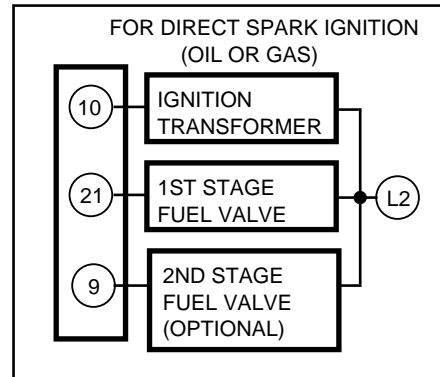 FOR DIRECT SPARK IGNITION
(OIL OR GAS)
10
IGNITION
TRANSFORMER
21
1ST STAGE
FUEL VALVE
L2
9
2ND STAGE
FUEL VALVE
(OPTIONAL)